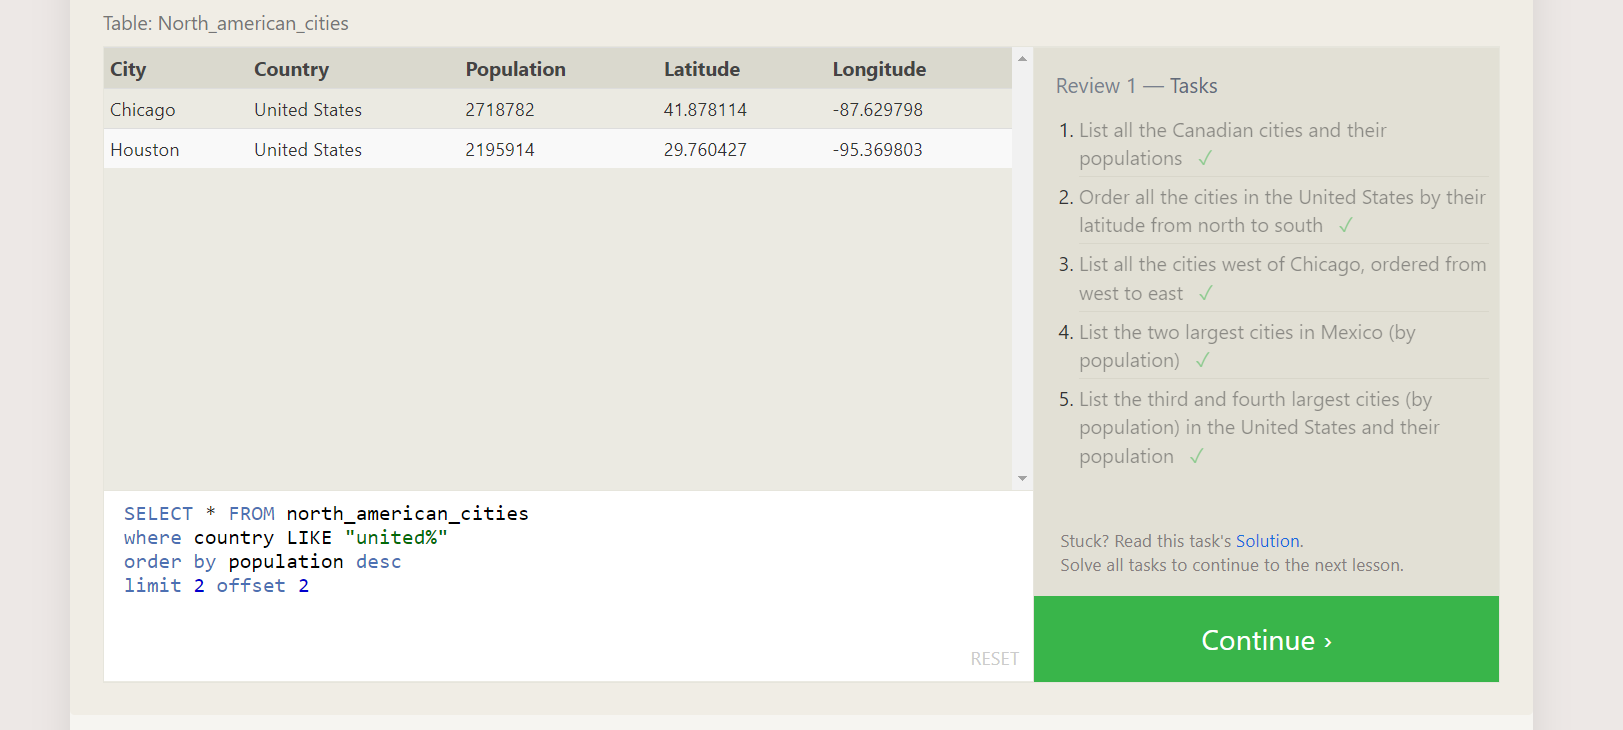 Table: North_american_cities
City Country Population Latitude Longitude
Chicago United States 2718782 41.878114 -87.629798
Houston United States 2195914 29.760427 -95.369803
SELECT * FROM north_american_cities
where country LIKE "united%"
order by population desc
limit 2 offset 2
RESET
Review 1 — Tasks
1. List all the Canadian cities and their
populations ✓
2. Order all the cities in the United States by their
latitude from north to south ✓
3. List all the cities west of Chicago, ordered from
west to east ✓
4. List the two largest cities in Mexico (by
population) ✓
5. List the third and fourth largest cities (by
population) in the United States and their
population ✓
Stuck? Read this task's Solution.
Solve all tasks to continue to the next lesson.
Continue ›